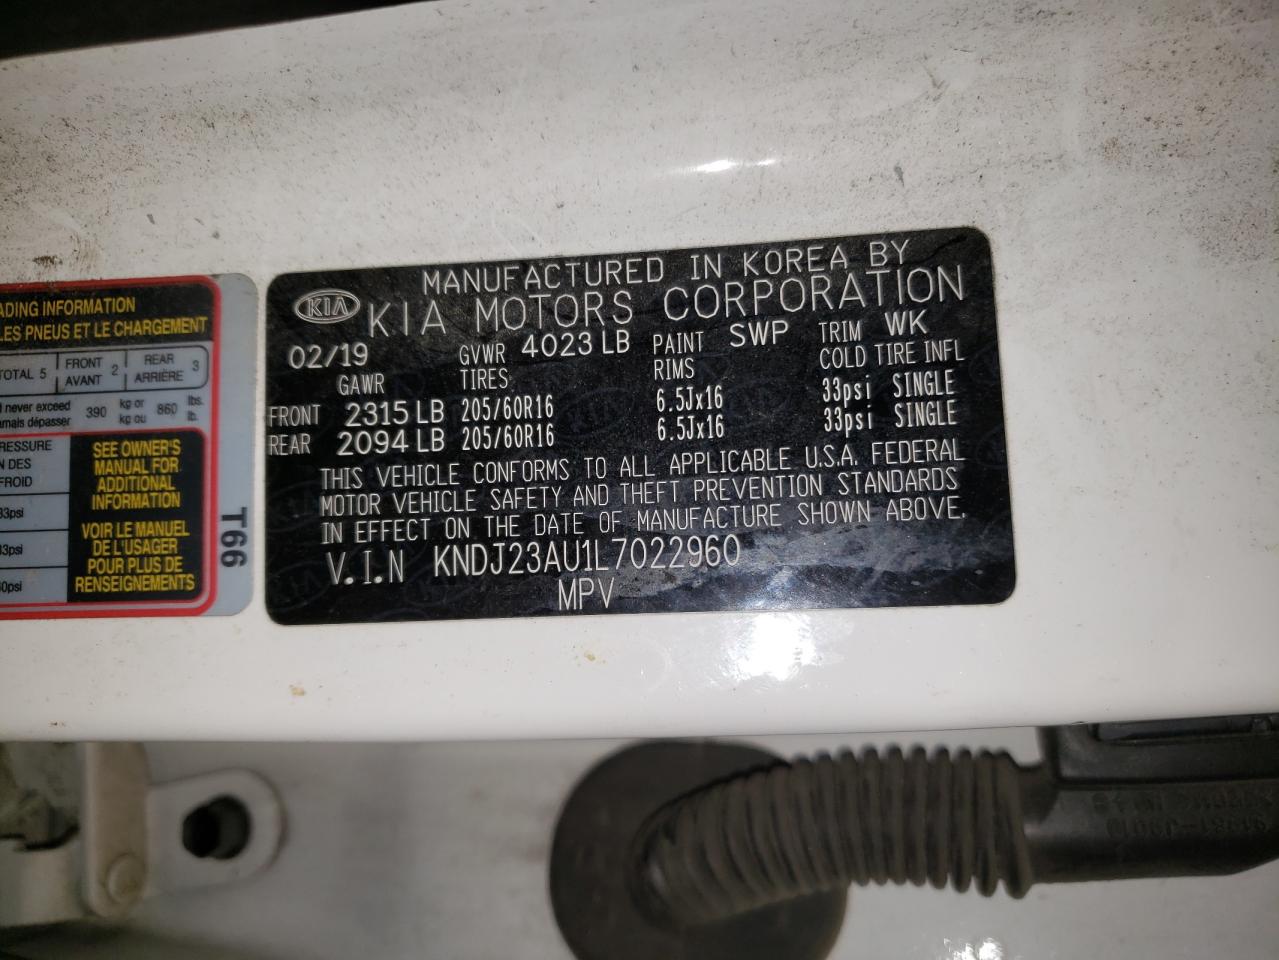 ADING INFORMATION
LES PNEUS ET LE CHARGEMENT
TOTAL 5 FRONT AVANT 2 REAR ARRIÈRE 3
never exceed
amais dépasser
390 kg or kg ou 860 lbs. lb.
RESSURE
N DES
FROID
33psi
33psi
60psi
SEE OWNER'S
MANUAL FOR
ADDITIONAL
INFORMATION
VOIR LE MANUEL
DE L'USAGER
POUR PLUS DE
RENSEIGNEMENTS
T66
MANUFACTURED IN KOREA BY
KIA KIA MOTORS CORPORATION
02/19 GVWR 4023 LB PAINT SWP TRIM WK
GAWR TIRES RIMS COLD TIRE INFL
FRONT 2315 LB 205/60R16 6.5Jx16 33psi SINGLE
REAR 2094 LB 205/60R16 6.5Jx16 33psi SINGLE
THIS VEHICLE CONFORMS TO ALL APPLICABLE U.S.A. FEDERAL
MOTOR VEHICLE SAFETY AND THEFT PREVENTION STANDARDS
IN EFFECT ON THE DATE OF MANUFACTURE SHOWN ABOVE.
V.I.N KNDJ23AU1L7022960
MPV